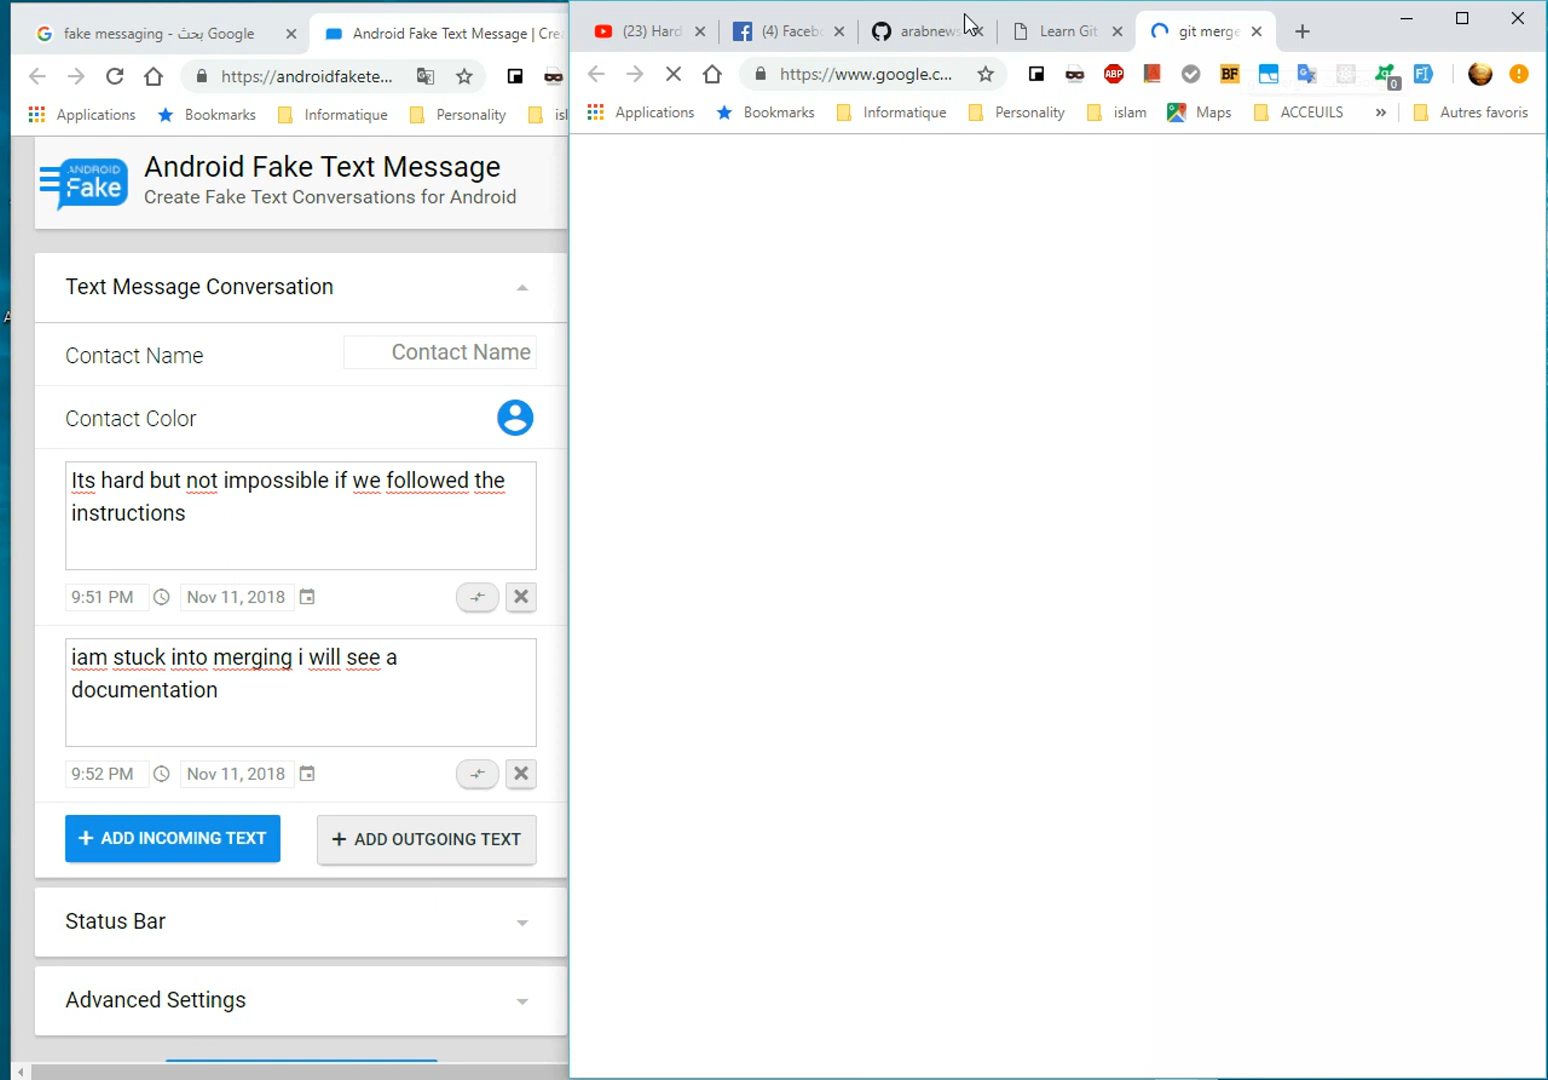 fake messaging - بحث Google
Android Fake Text Message | Cre
https://androidfakete...
Applications
Bookmarks
Informatique
Personality
isl
ANDROID
Fake
Android Fake Text Message
Create Fake Text Conversations for Android
Text Message Conversation
Contact Name
Contact Name
Contact Color
Its hard but not impossible if we followed the
instructions
9:51 PM
Nov 11, 2018
iam stuck into merging i will see a
documentation
9:52 PM
Nov 11, 2018
+ ADD INCOMING TEXT
+ ADD OUTGOING TEXT
Status Bar
Advanced Settings
(23) Hard
(4) Facebo
arabnews
Learn Git
git merge
https://www.google.c...
ABP
BF
0
Applications
Bookmarks
Informatique
Personality
islam
Maps
ACCEUILS
»
Autres favoris